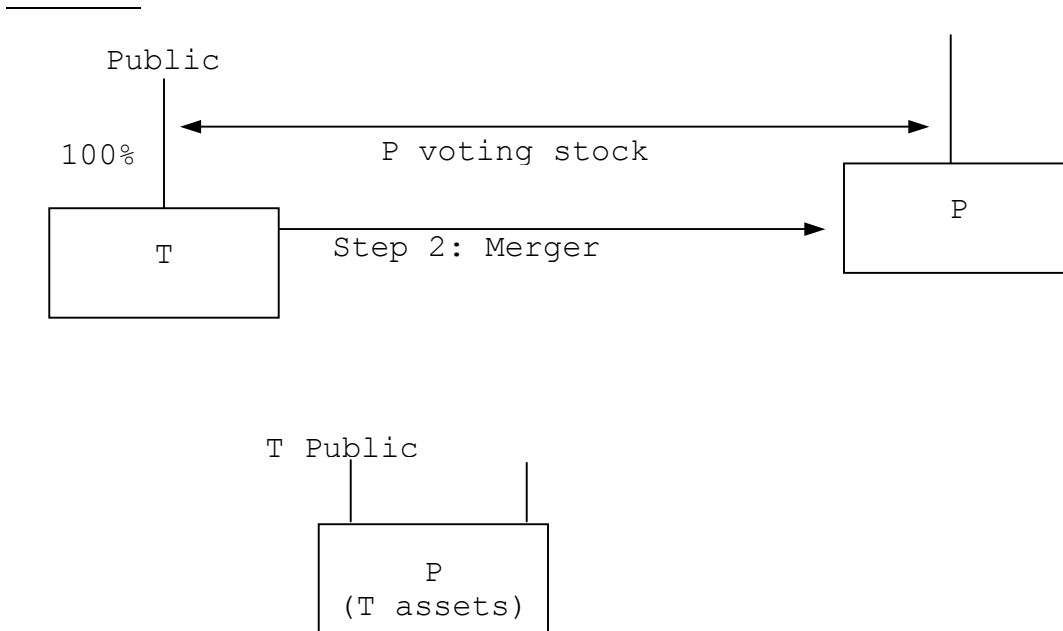 Public
100%
P voting stock
P
T
Step 2: Merger
T Public
P
(T assets)